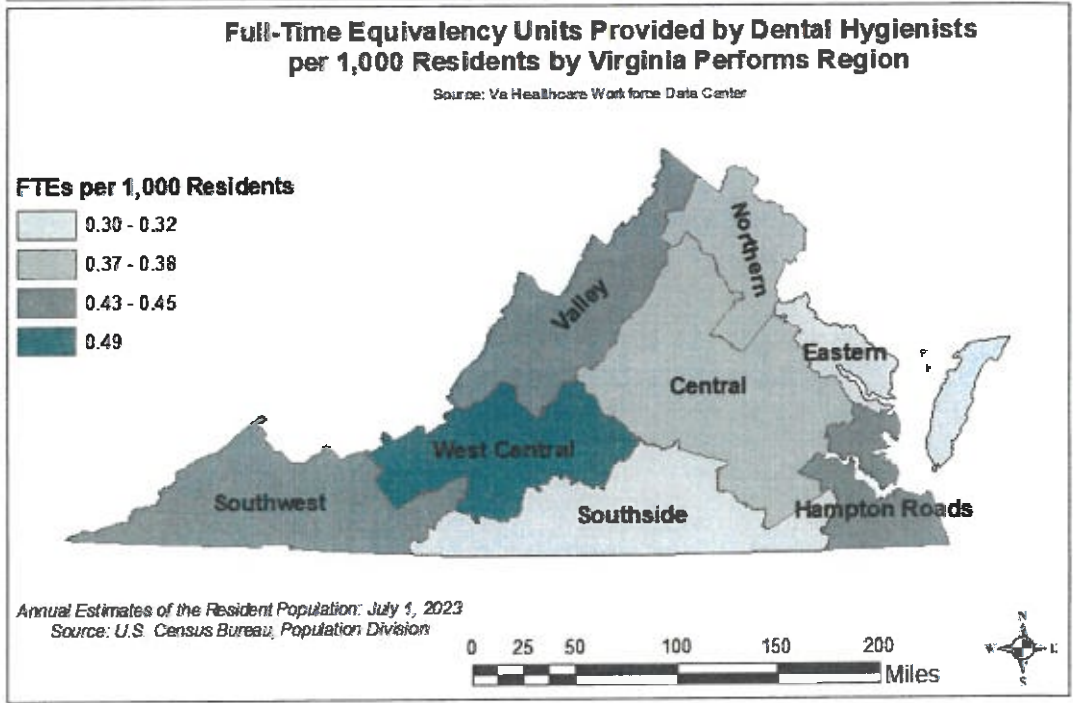 Full-Time Equivalency Units Provided by Dental Hygienists
per 1,000 Residents by Virginia Performs Region
Source: Va Healthcare Work force Data Center
FTEs per 1,000 Residents
0.30 - 0.32
0.37 - 0.38
0.43 - 0.45
0.49
Northern
Valley
Eastern
Central
West Central
Southwest
Southside
Hampton Roads
Annual Estimates of the Resident Population: July 1, 2023
Source: U.S. Census Bureau, Population Division
0 25 50 100 150 200
Miles
N
W E
S